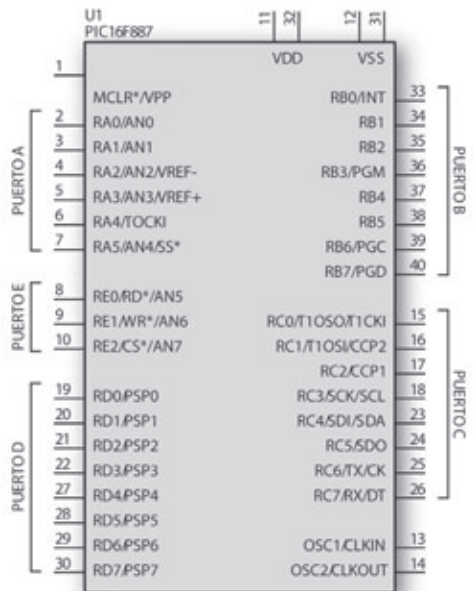 U1
PIC16F887
11 32 12 31
VDD VSS
1
MCLR*/VPP
PUERTO A
2 RA0/AN0
3 RA1/AN1
4 RA2/AN2/VREF-
5 RA3/AN3/VREF+
6 RA4/TOCKI
7 RA5/AN4/SS*
PUERTO E
8 RE0/RD*/AN5
9 RE1/WR*/AN6
10 RE2/CS*/AN7
PUERTO D
19 RD0/PSP0
20 RD1/PSP1
21 RD2/PSP2
22 RD3/PSP3
27 RD4/PSP4
28 RD5/PSP5
29 RD6/PSP6
30 RD7/PSP7
RB0/INT 33
RB1 34
RB2 35
RB3/PGM 36
RB4 37
RB5 38
RB6/PGC 39
RB7/PGD 40
PUERTO B
RC0/T1OSO/T1CKI 15
RC1/T1OSI/CCP2 16
RC2/CCP1 17
RC3/SCK/SCL 18
RC4/SDI/SDA 23
RC5/SDO 24
RC6/TX/CK 25
RC7/RX/DT 26
PUERTO C
OSC1/CLKIN 13
OSC2/CLKOUT 14